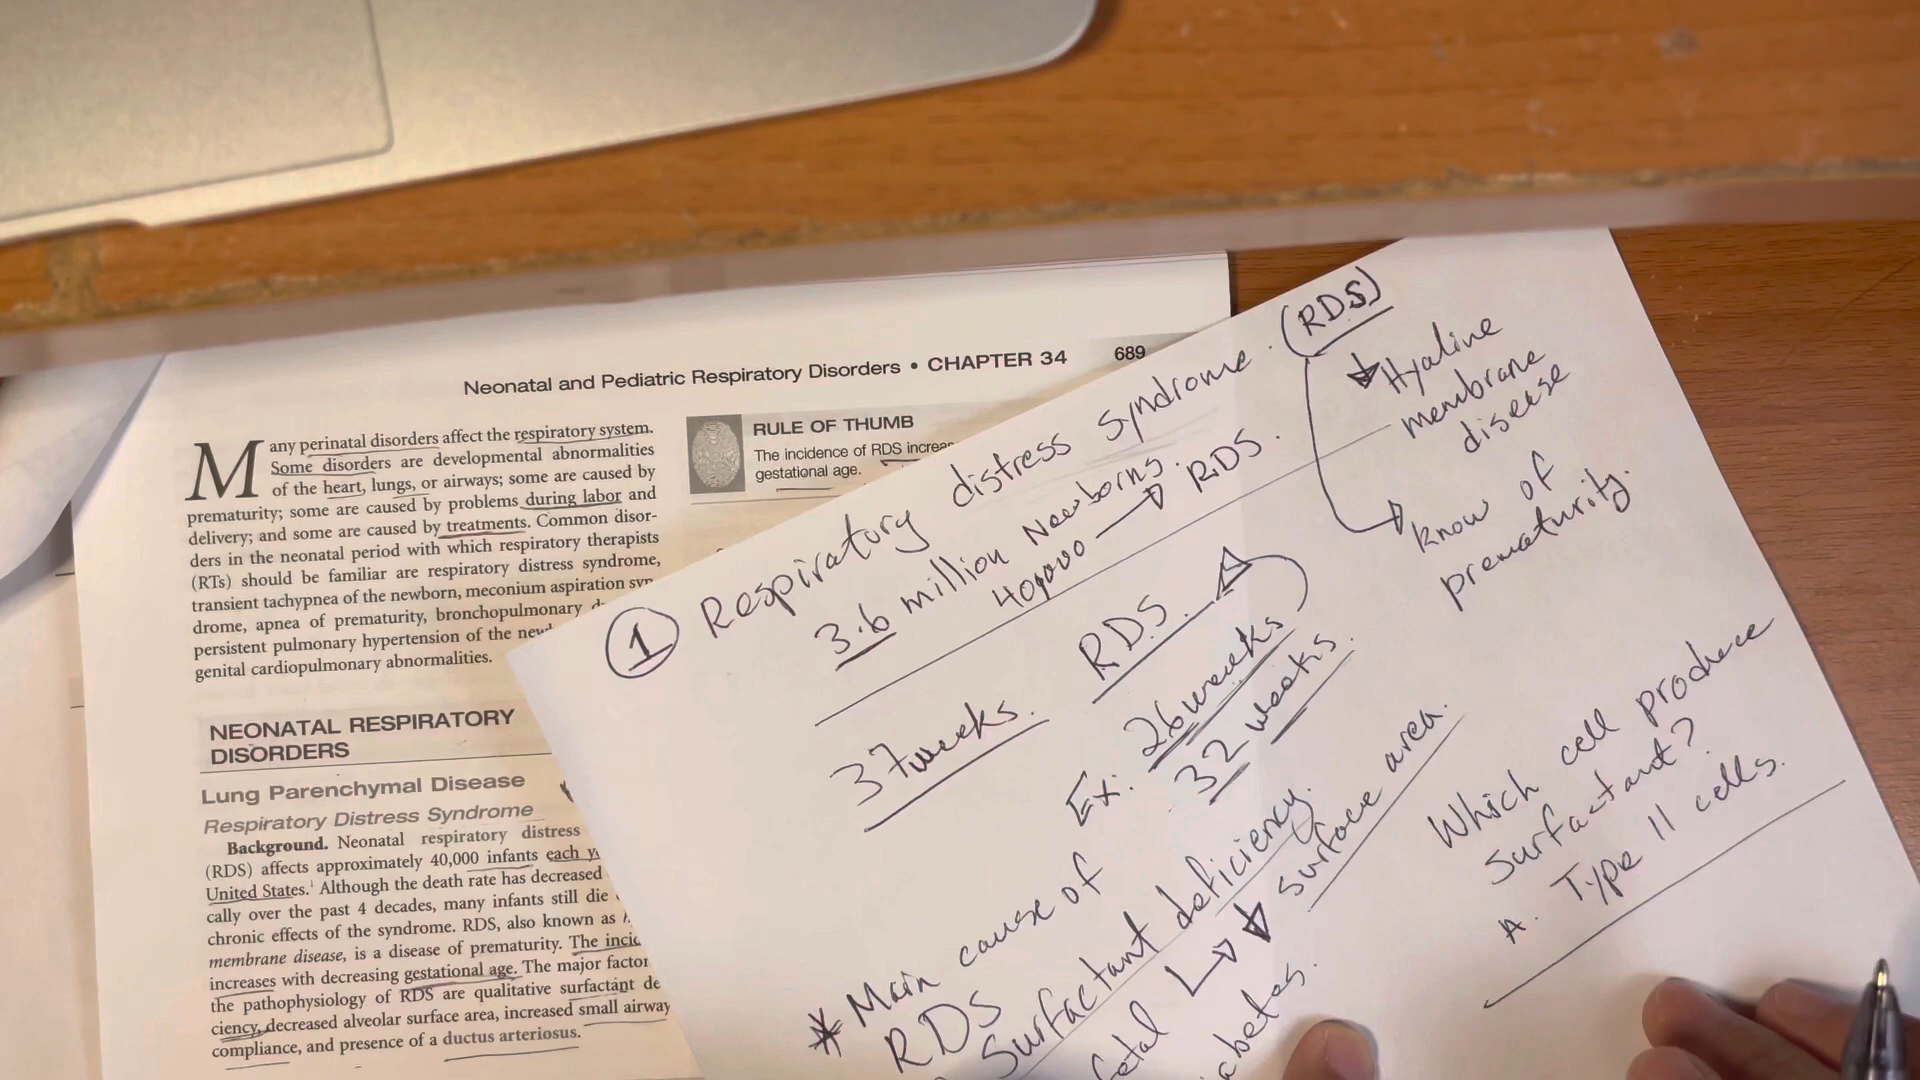 Neonatal and Pediatric Respiratory Disorders • CHAPTER 34 689
Many perinatal disorders affect the respiratory system.
Some disorders are developmental abnormalities
of the heart, lungs, or airways; some are caused by
prematurity; some are caused by problems during labor and
delivery; and some are caused by treatments. Common disor-
ders in the neonatal period with which respiratory therapists
(RTs) should be familiar are respiratory distress syndrome,
transient tachypnea of the newborn, meconium aspiration syn-
drome, apnea of prematurity, bronchopulmonary
persistent pulmonary hypertension of the
genital cardiopulmonary abnormalities.
NEONATAL RESPIRATORY
DISORDERS
Lung Parenchymal Disease
Respiratory Distress Syndrome
Background. Neonatal respiratory distress
(RDS) affects approximately 40,000 infants each
United States.¹ Although the death rate has decreased
cally over the past 4 decades, many infants still die
chronic effects of the syndrome. RDS, also known as
membrane disease, is a disease of prematurity. The
increases with decreasing gestational age. The major factor
the pathophysiology of RDS are qualitative surfactant de
ciency, decreased alveolar surface area, increased small airway
compliance, and presence of a ductus arteriosus.
RULE OF THUMB
The incidence of RDS
gestational age.
1 Respiratory distress syndrome. (RDS)
3.6 million Newborns.
40,000 → RDS.
Hyaline
membrane
disease
know of
prematurity.
37weeks. RDS.
Ex: 26 weeks
32 weeks.
* Main cause of
RDS
Surfactant deficiency.
↳ ↓ surface area.
Which cell produce
Surfactant?
A. Type II cells.